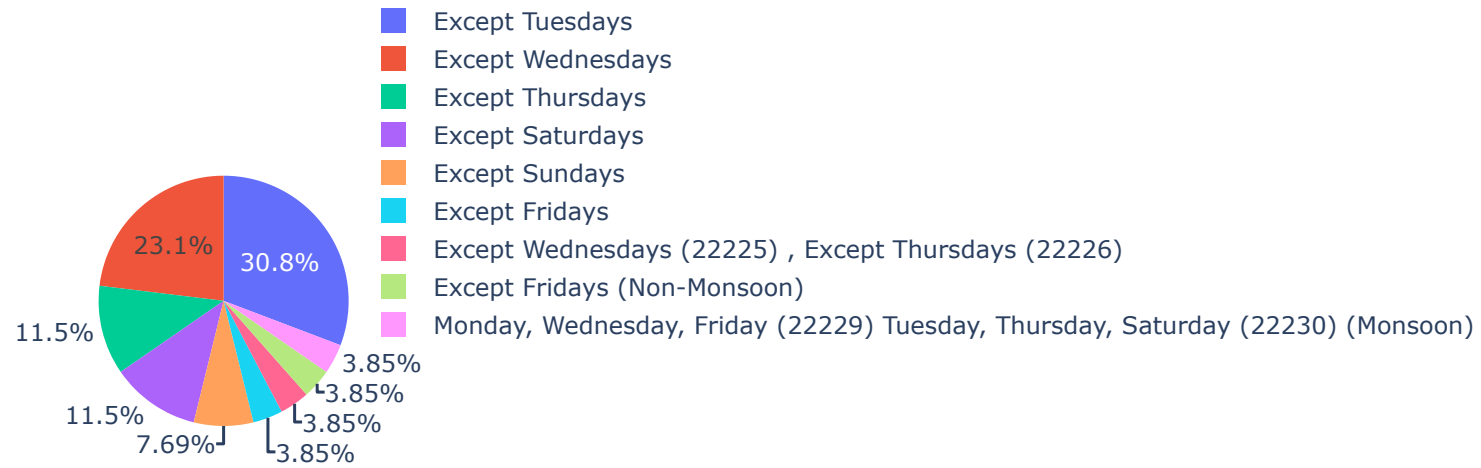 Except Tuesdays
Except Wednesdays
Except Thursdays
Except Saturdays
Except Sundays
Except Fridays
Except Wednesdays (22225) , Except Thursdays (22226)
Except Fridays (Non-Monsoon)
Monday, Wednesday, Friday (22229) Tuesday, Thursday, Saturday (22230) (Monsoon)
23.1%
30.8%
11.5%
3.85%
3.85%
11.5%
3.85%
7.69%
3.85%